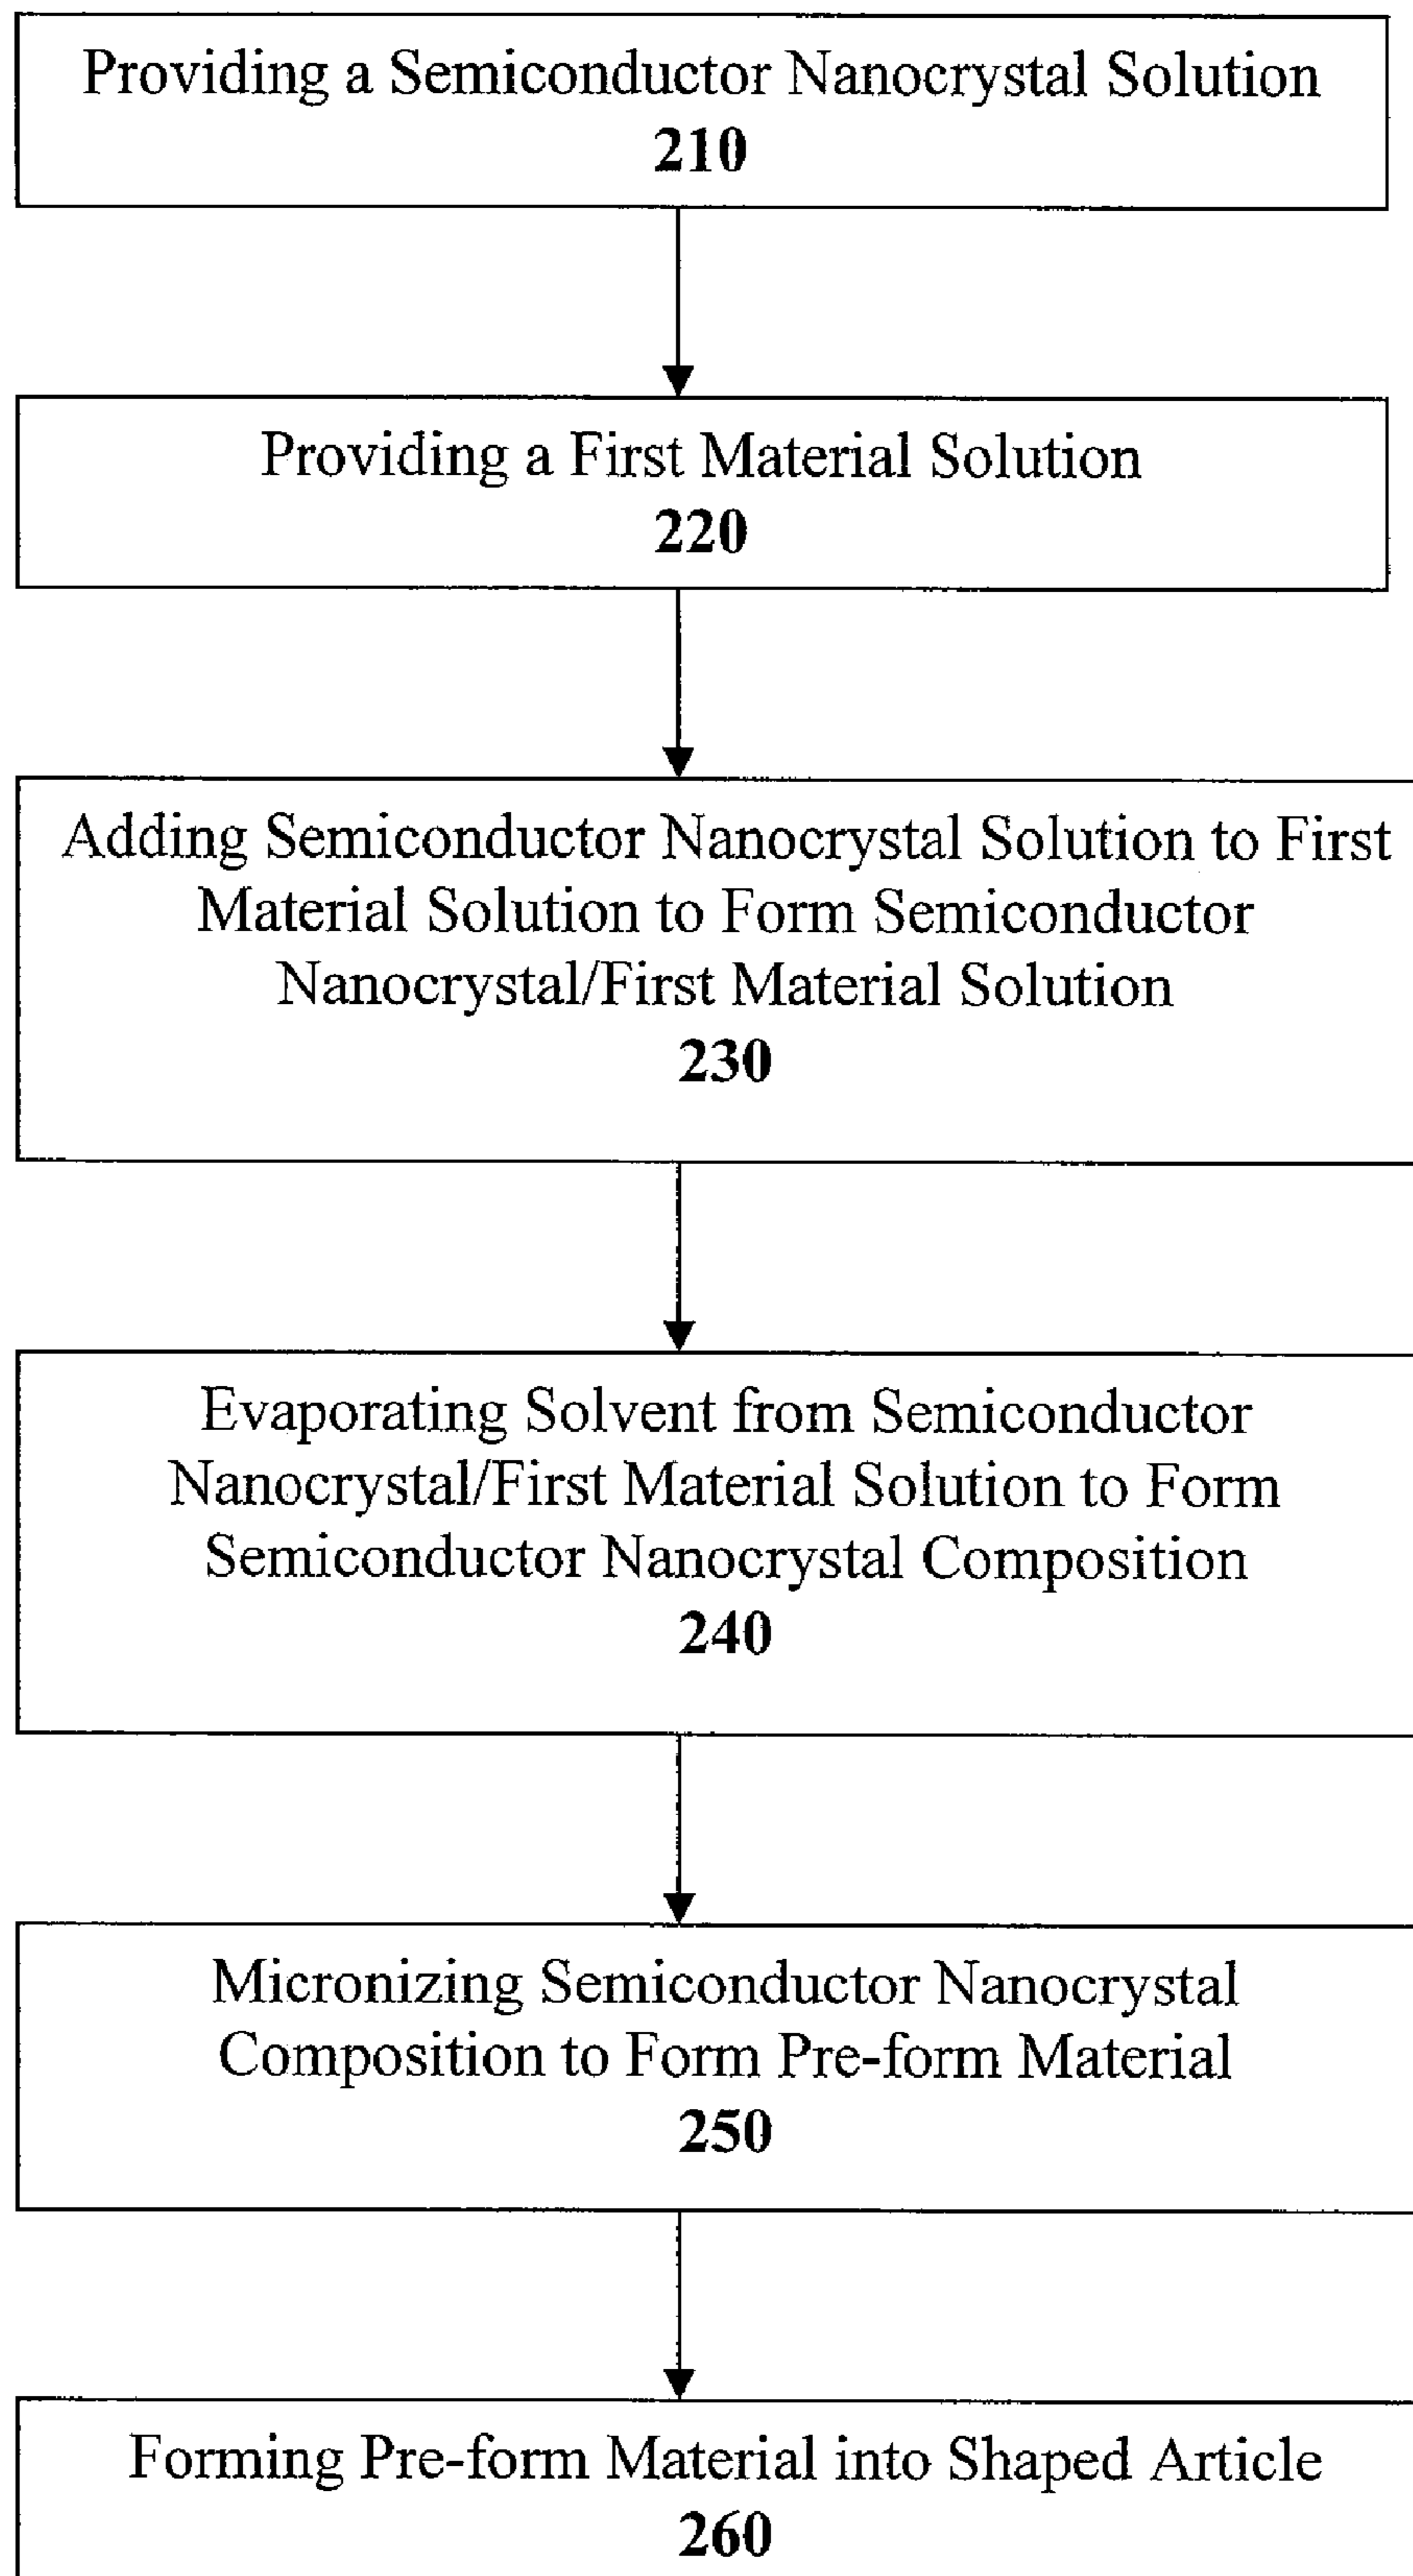 Providing a Semiconductor Nanocrystal Solution
210
Providing a First Material Solution
220
Adding Semiconductor Nanocrystal Solution to First
Material Solution to Form Semiconductor
Nanocrystal/First Material Solution
230
Evaporating Solvent from Semiconductor
Nanocrystal/First Material Solution to Form
Semiconductor Nanocrystal Composition
240
Micronizing Semiconductor Nanocrystal
Composition to Form Pre-form Material
250
Forming Pre-form Material into Shaped Article
260